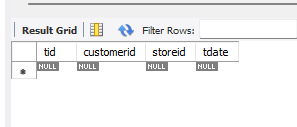 Result Grid Filter Rows:
tid customerid storeid tdate
* NULL NULL NULL NULL